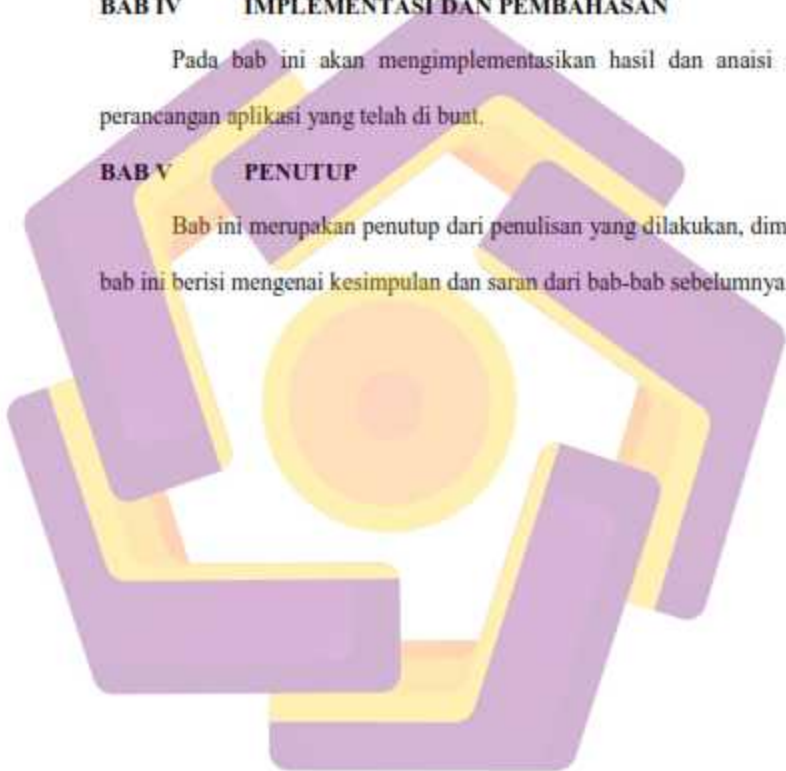 BAB IV IMPLEMENTASI DAN PEMBAHASAN
Pada bab ini akan mengimplementasikan hasil dan anaisi
perancangan aplikasi yang telah di buat.
BAB V PENUTUP
Bab ini merupakan penutup dari penulisan yang dilakukan, dim
bab ini berisi mengenai kesimpulan dan saran dari bab-bab sebelumnya